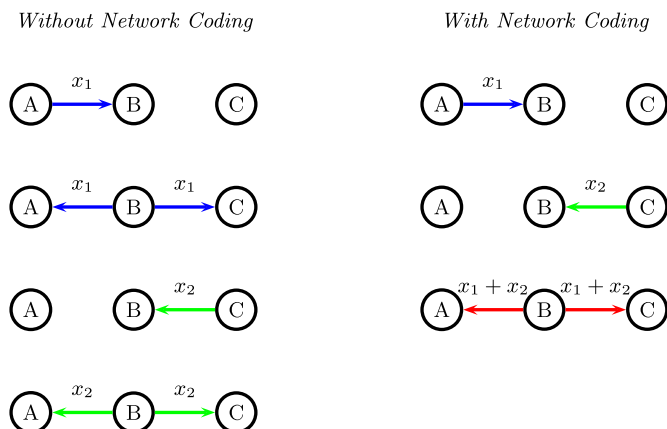 Without Network Coding
With Network Coding
x₁
A B C
x₁ x₁
A B C
x₂
A B C
x₂ x₂
A B C
x₁
A B C
x₂
A B C
x₁ + x₂ x₁ + x₂
A B C